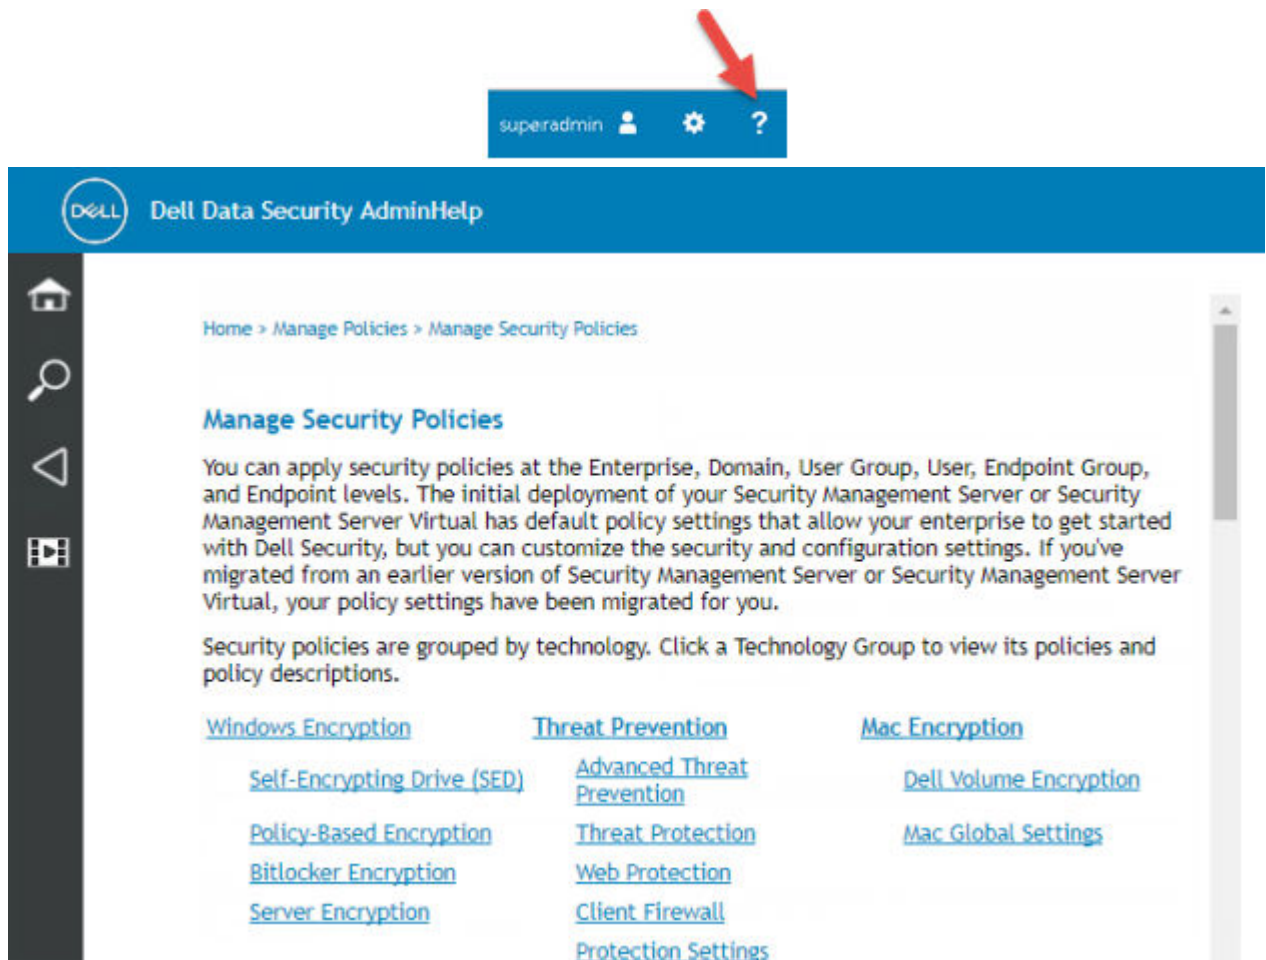 superadmin ?
DELL Dell Data Security AdminHelp
Home > Manage Policies > Manage Security Policies
Manage Security Policies
You can apply security policies at the Enterprise, Domain, User Group, User, Endpoint Group,
and Endpoint levels. The initial deployment of your Security Management Server or Security
Management Server Virtual has default policy settings that allow your enterprise to get started
with Dell Security, but you can customize the security and configuration settings. If you've
migrated from an earlier version of Security Management Server or Security Management Server
Virtual, your policy settings have been migrated for you.
Security policies are grouped by technology. Click a Technology Group to view its policies and
policy descriptions.
Windows Encryption
Self-Encrypting Drive (SED)
Policy-Based Encryption
Bitlocker Encryption
Server Encryption
Threat Prevention
Advanced Threat
Prevention
Threat Protection
Web Protection
Client Firewall
Protection Settings
Mac Encryption
Dell Volume Encryption
Mac Global Settings